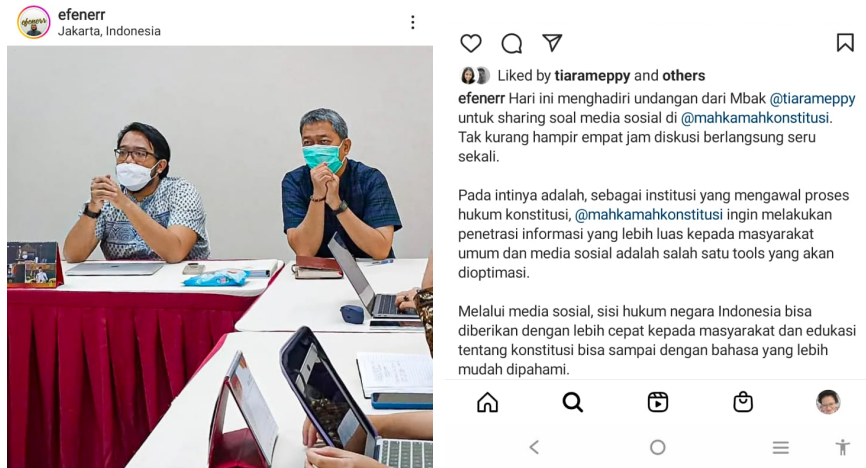 efenerr
Jakarta, Indonesia
Liked by tiarameppy and others
efenerr Hari ini menghadiri undangan dari Mbak @tiarameppy
untuk sharing soal media sosial di @mahkamahkonstitusi.
Tak kurang hampir empat jam diskusi berlangsung seru
sekali.
Pada intinya adalah, sebagai institusi yang mengawal proses
hukum konstitusi, @mahkamahkonstitusi ingin melakukan
penetrasi informasi yang lebih luas kepada masyarakat
umum dan media sosial adalah salah satu tools yang akan
dioptimasi.
Melalui media sosial, sisi hukum negara Indonesia bisa
diberikan dengan lebih cepat kepada masyarakat dan edukasi
tentang konstitusi bisa sampai dengan bahasa yang lebih
mudah dipahami.